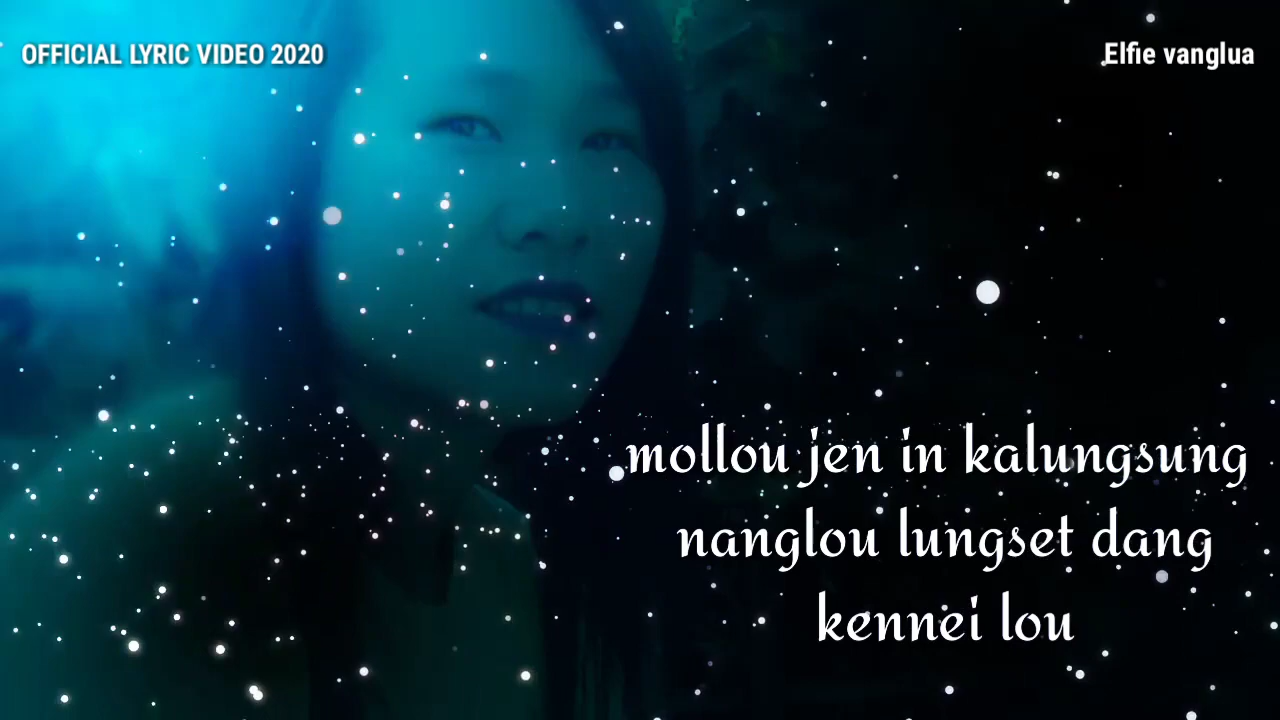 OFFICIAL LYRIC VIDEO 2020
Elfie vanglua
mollou jen in kalungsung
nanglou lungset dang
kennei lou